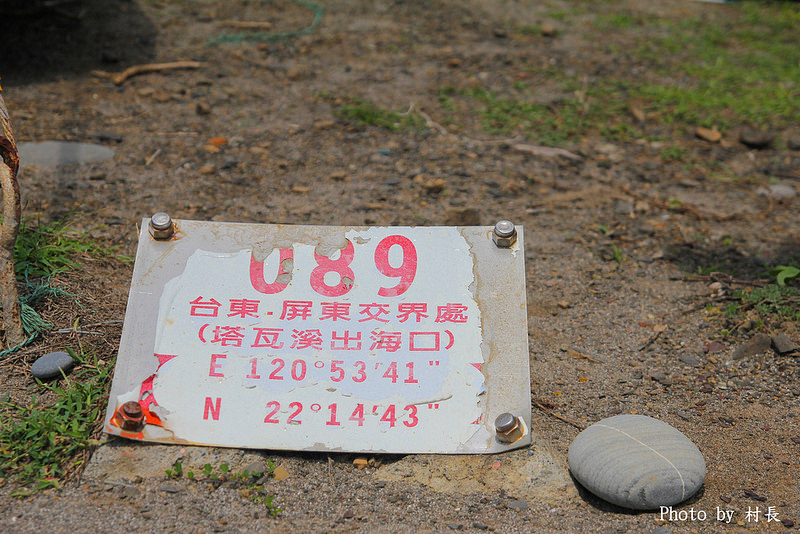 089
台東．屏東交界處
(塔瓦溪出海口)
E 120°53'41"
N 22°14'43"
Photo by 村長